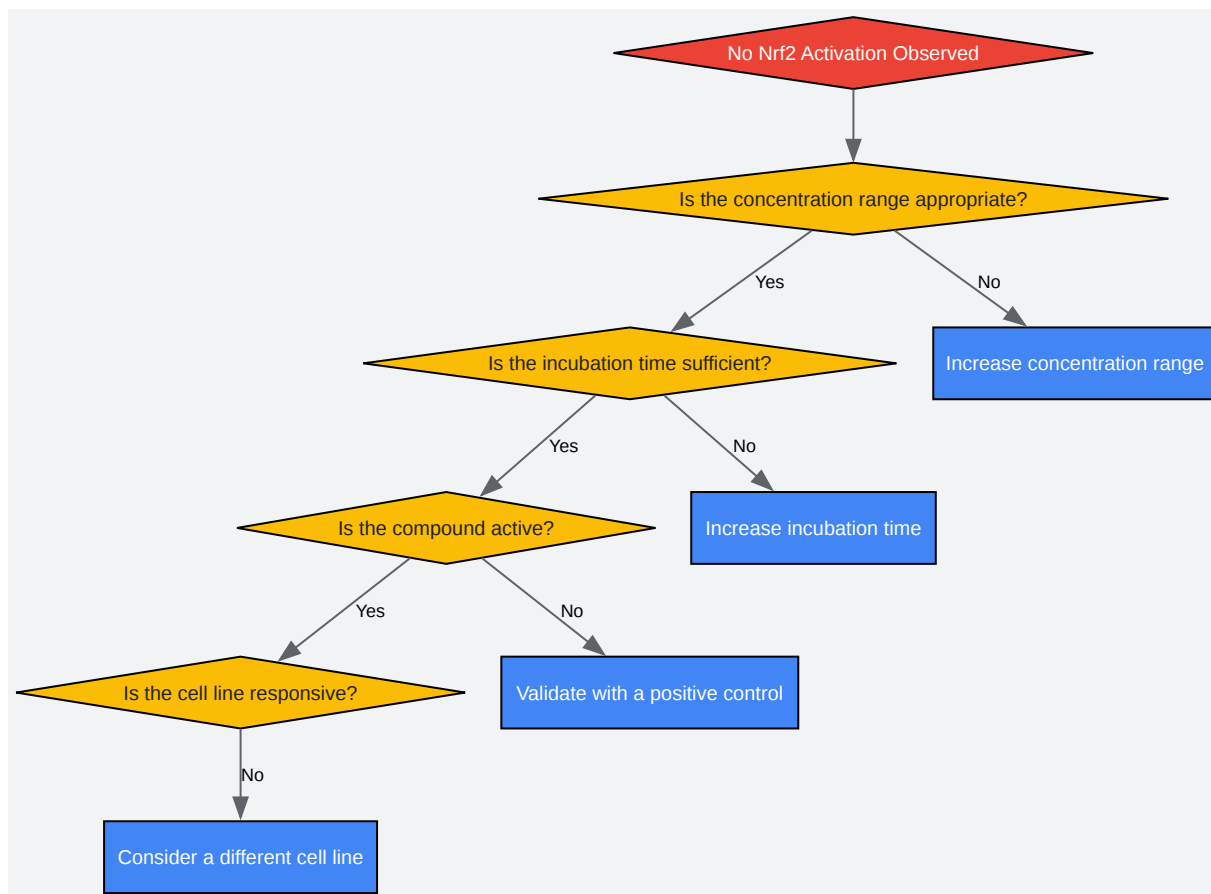 No Nrf2 Activation Observed
Is the concentration range appropriate?
Yes
No
Is the incubation time sufficient?
Increase concentration range
Yes
No
Is the compound active?
Increase incubation time
Yes
No
Is the cell line responsive?
Validate with a positive control
No
Consider a different cell line